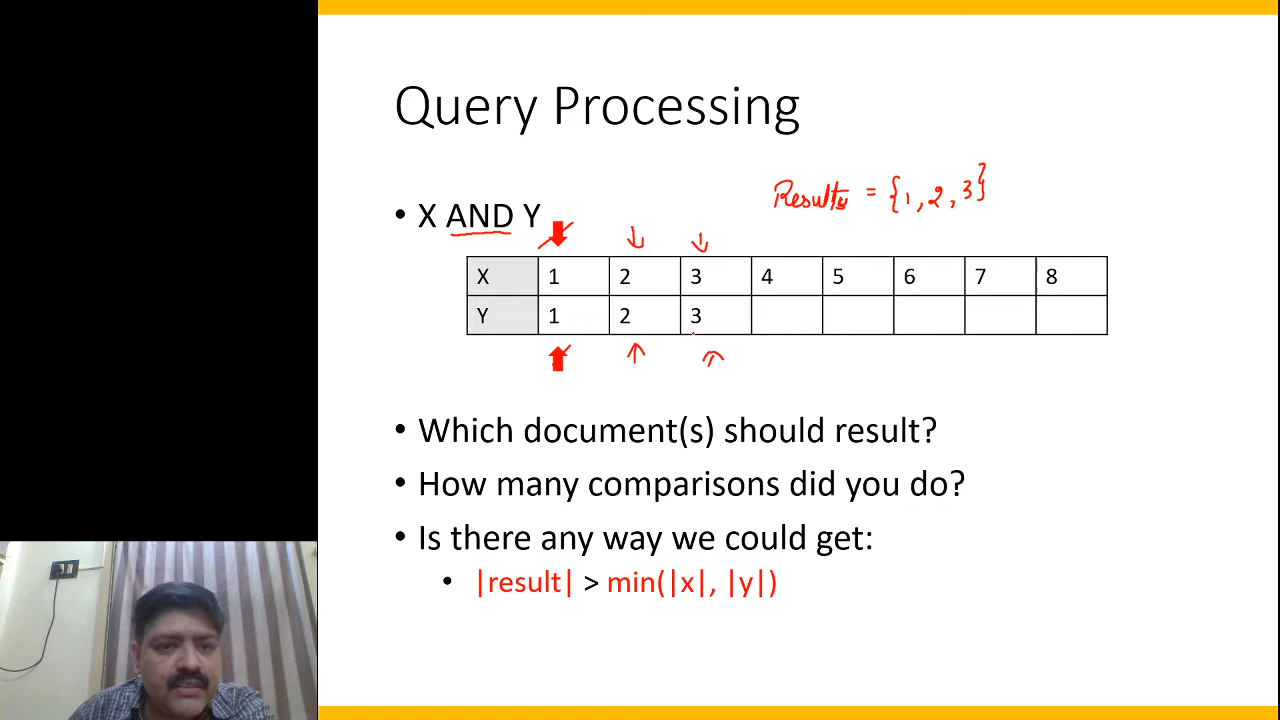 Query Processing
Results = {1, 2, 3}
• X AND Y
X 1 2 3 4 5 6 7 8
Y 1 2 3
• Which document(s) should result?
• How many comparisons did you do?
• Is there any way we could get:
• |result| > min(|x|, |y|)